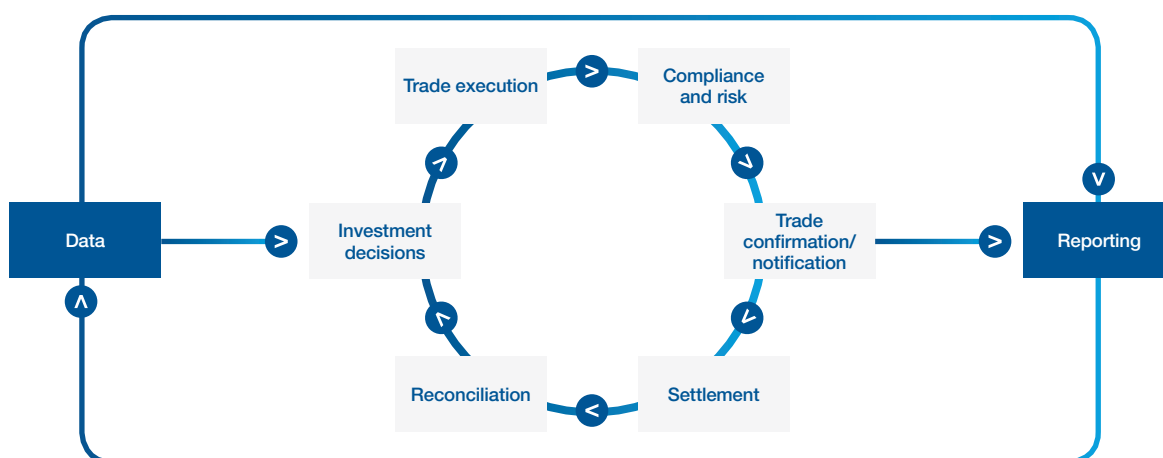 Trade execution
Compliance
and risk
Data
Investment
decisions
Trade
confirmation/
notification
Reporting
Reconciliation
Settlement